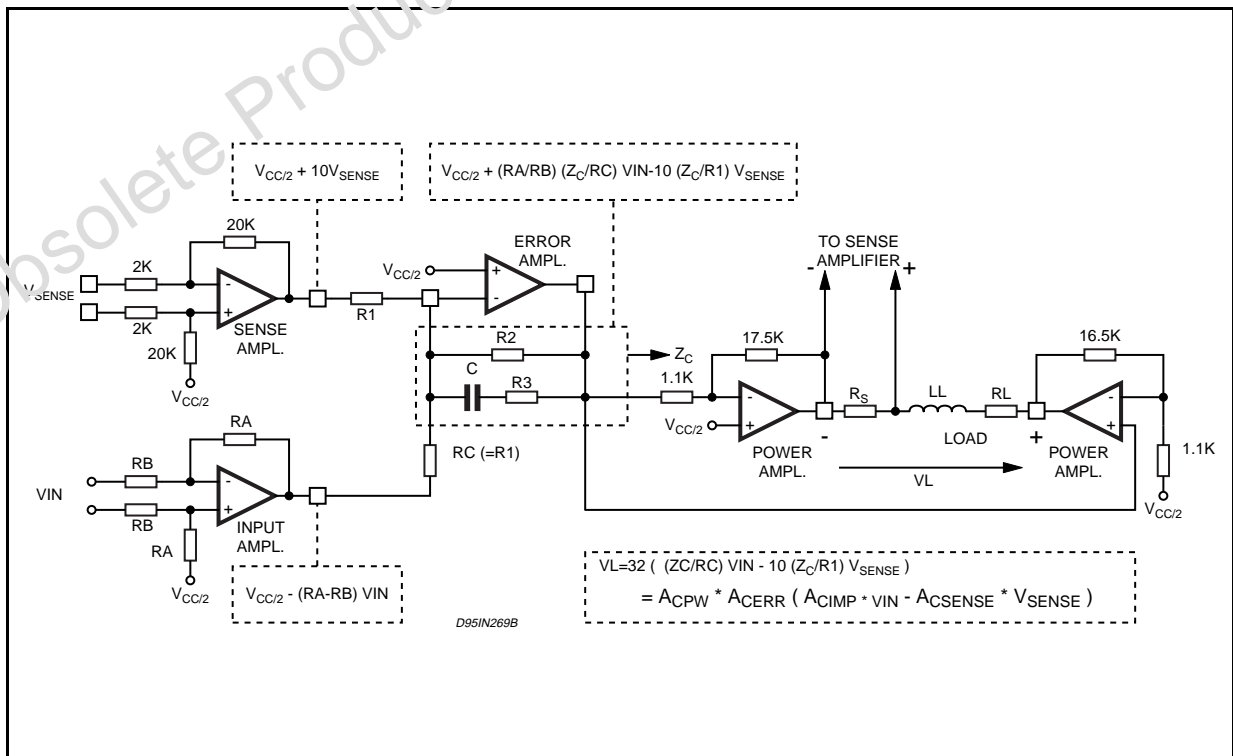 Obsolete Produc
V_CC/2 + 10V_SENSE
V_CC/2 + (RA/RB) (Z_C/RC) VIN-10 (Z_C/R1) V_SENSE
20K
2K
V_SENSE
2K
-
+
SENSE
AMPL.
20K
V_CC/2
R1
V_CC/2
ERROR
AMPL.
+
-
R2
C
R3
Z_C
RC (=R1)
RA
RB
VIN
RB
-
+
INPUT
AMPL.
RA
V_CC/2
V_CC/2 - (RA-RB) VIN
TO SENSE
AMPLIFIER
-
+
17.5K
1.1K
-
+
V_CC/2
POWER
AMPL.
-
R_S
LL
RL
LOAD
+
VL
16.5K
-
+
POWER
AMPL.
1.1K
V_CC/2
VL=32 ( (ZC/RC) VIN - 10 (Z_C/R1) V_SENSE )
= A_CPW * A_CERR ( A_CIMP * VIN - A_CSENSE * V_SENSE )
D95IN269B